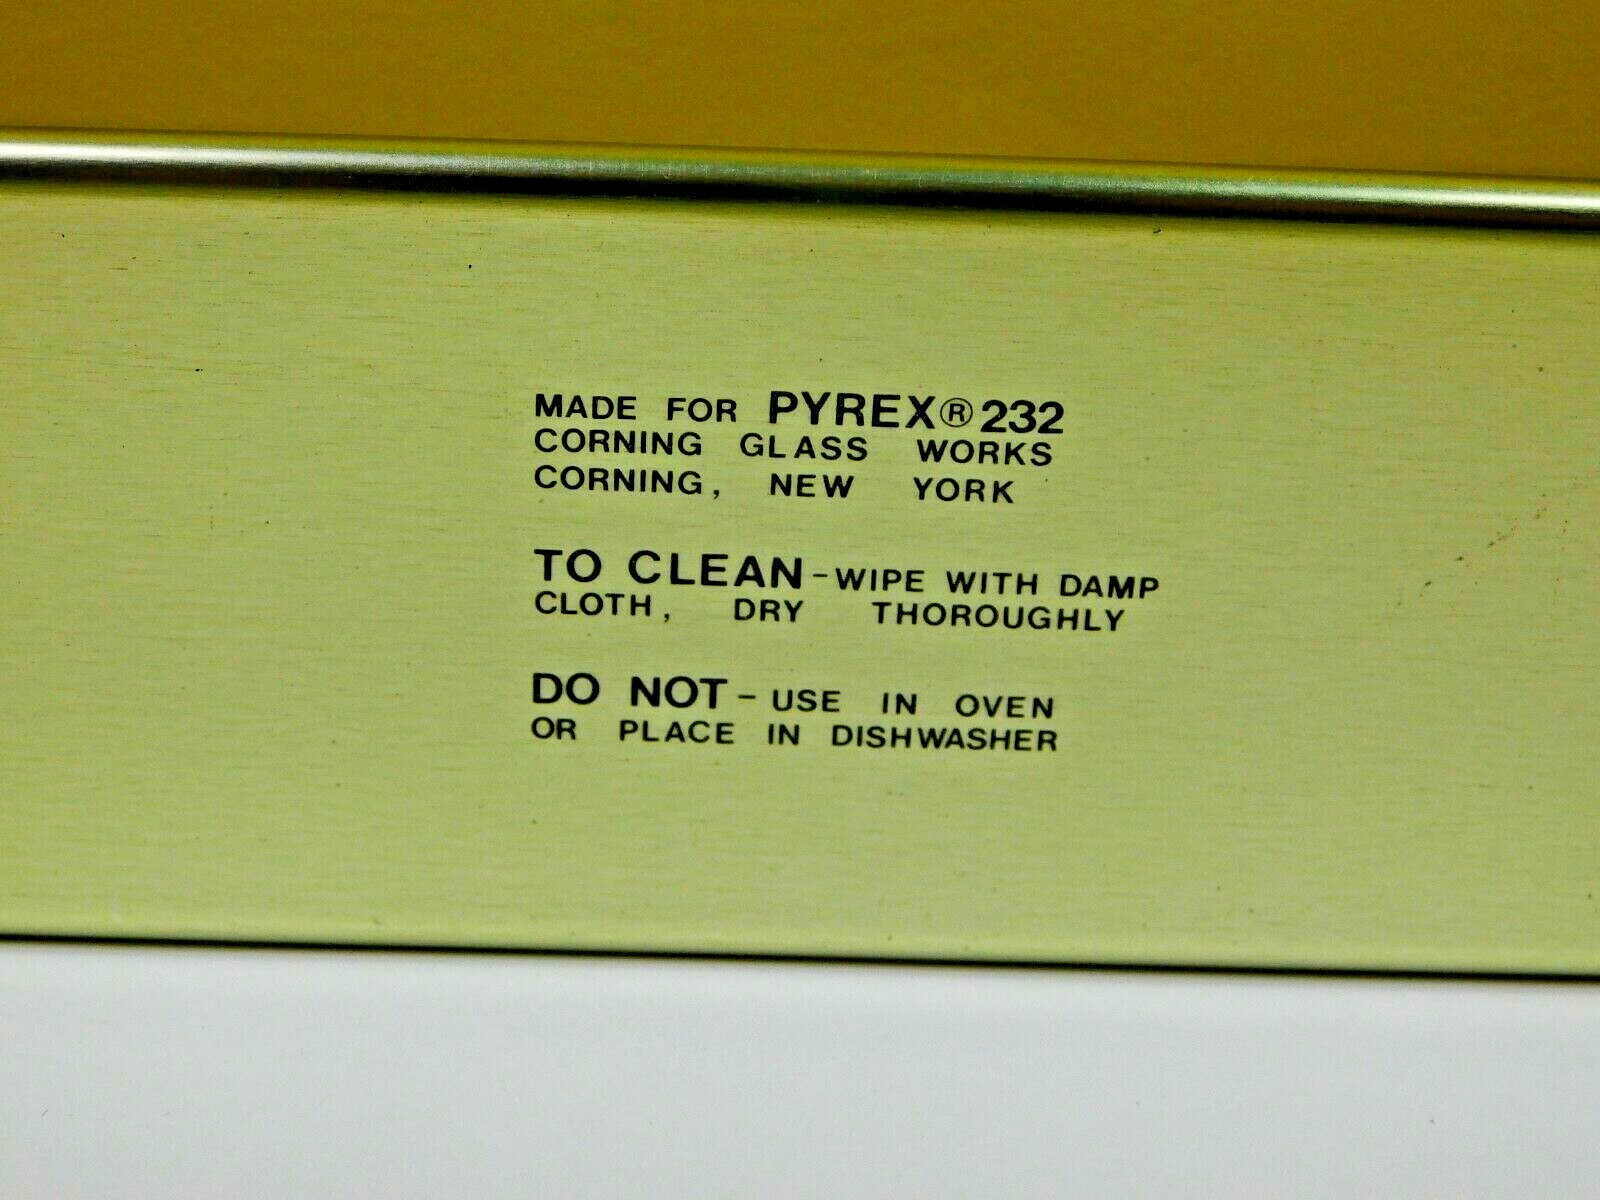 MADE FOR PYREX® 232
CORNING GLASS WORKS
CORNING, NEW YORK
TO CLEAN - WIPE WITH DAMP
CLOTH, DRY THOROUGHLY
DO NOT - USE IN OVEN
OR PLACE IN DISHWASHER